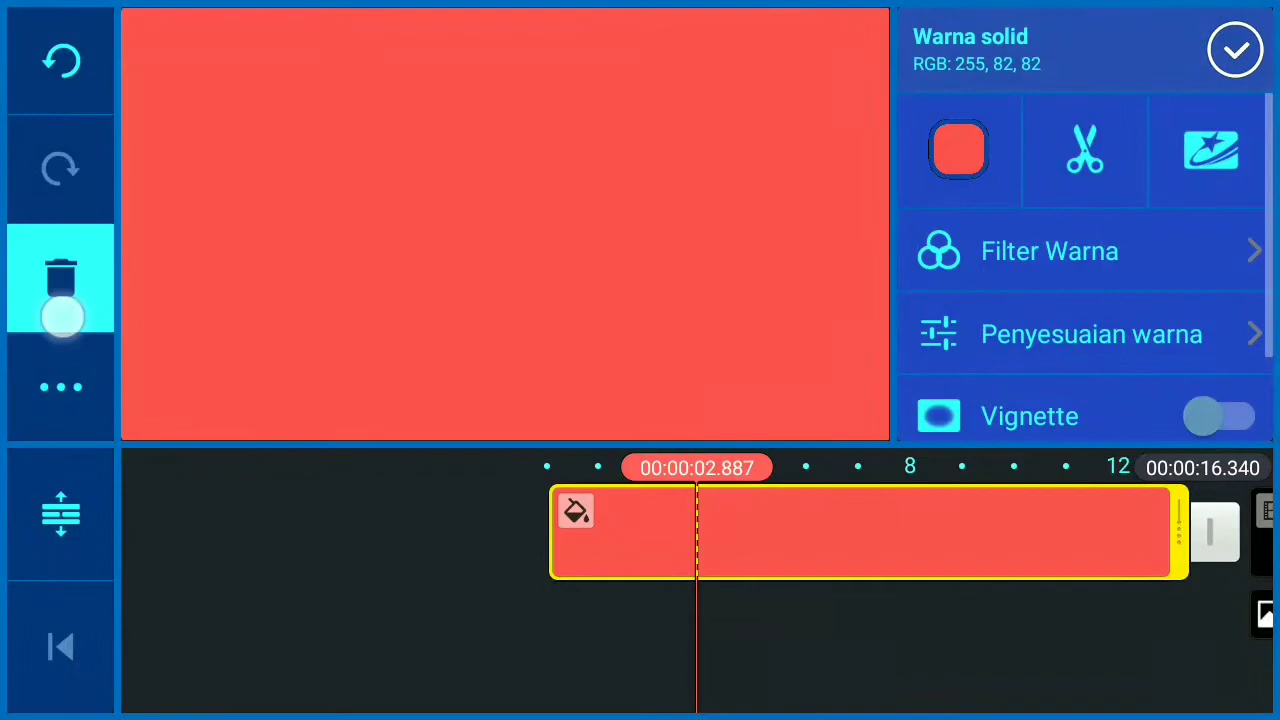 Warna solid
RGB: 255, 82, 82
Filter Warna
Penyesuaian warna
Vignette
00:00:02.887
8
12
00:00:16.340